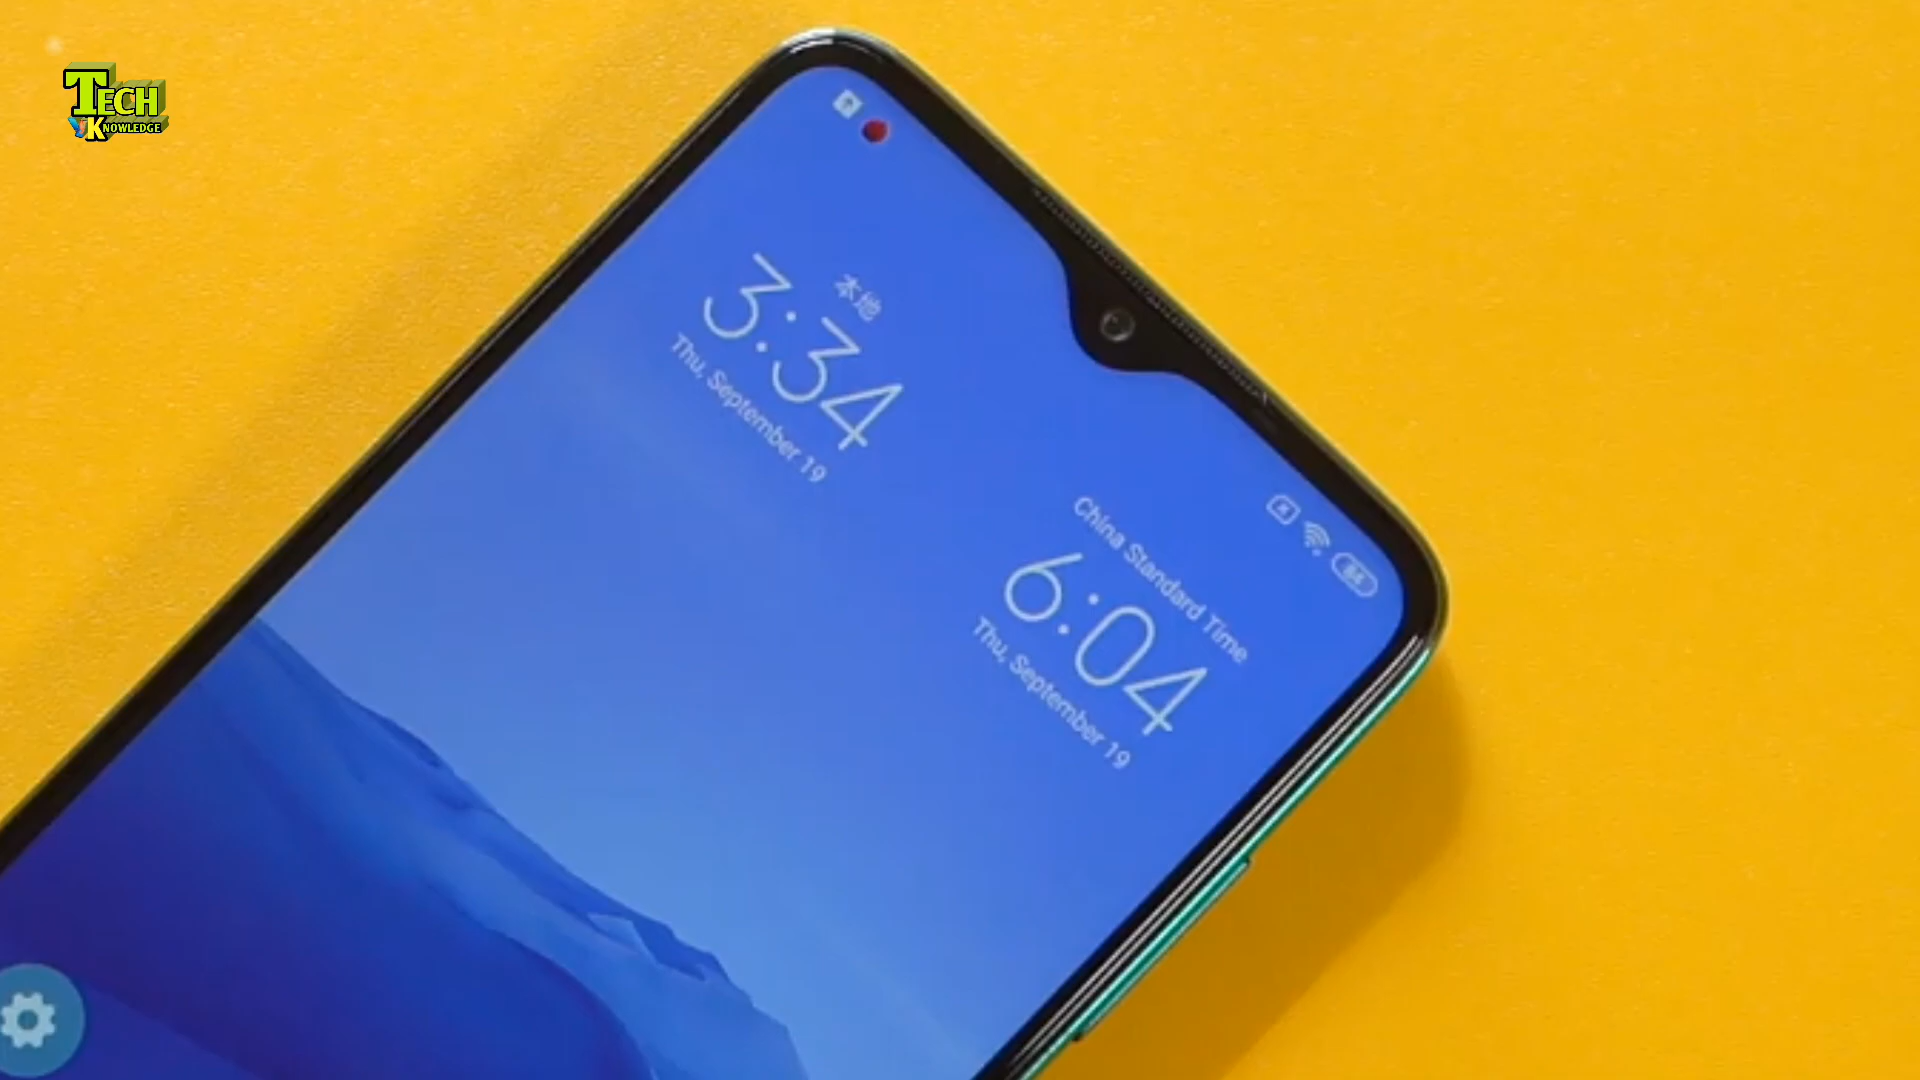 TECH
KNOWLEDGE
本地
3:34
Thu, September 19
China Standard Time
6:04
Thu, September 19